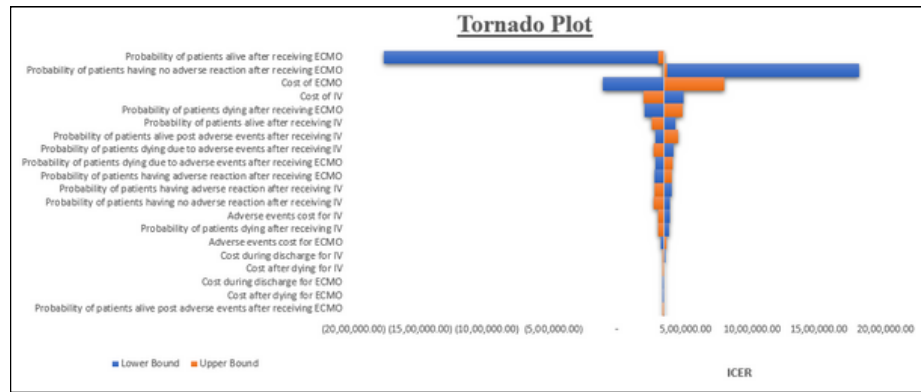 Tornado Plot
Probability of patients alive after receiving ECMO
Probability of patients having no adverse reaction after receiving ECMO
Cost of ECMO
Cost of IV
Probability of patients dying after receiving ECMO
Probability of patients alive after receiving IV
Probability of patients alive post adverse events after receiving IV
Probability of patients dying due to adverse events after receiving IV
Probability of patients dying due to adverse events after receiving ECMO
Probability of patients having adverse reaction after receiving ECMO
Probability of patients having adverse reaction after receiving IV
Probability of patients having no adverse reaction after receiving IV
Adverse events cost for IV
Probability of patients dying after receiving IV
Adverse events cost for ECMO
Cost during discharge for IV
Cost after dying for IV
Cost during discharge for ECMO
Cost after dying for ECMO
Probability of patients alive post adverse events after receiving ECMO
(20,00,000.00) (15,00,000.00) (10,00,000.00) (5,00,000.00) - 5,00,000.00 10,00,000.00 15,00,000.00 20,00,000.00
Lower Bound Upper Bound
ICER